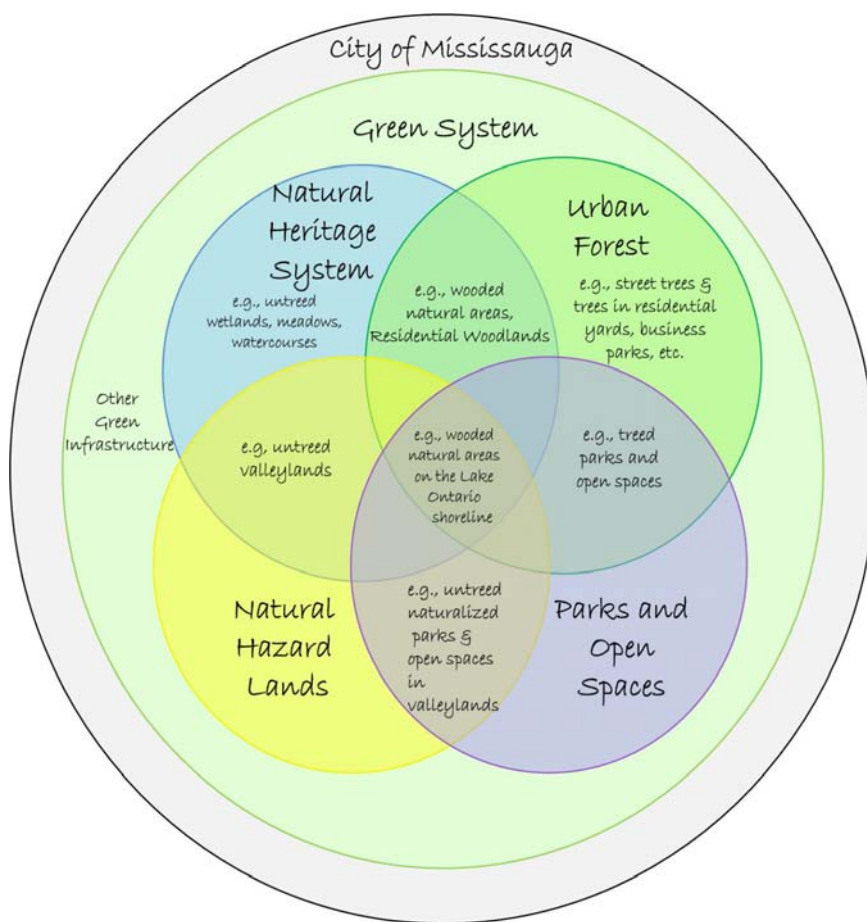 City of Mississauga
Green System
Natural
Heritage
System
e.g., untreed
wetlands, meadows,
watercourses
e.g., wooded
natural areas,
Residential Woodlands
Urban
Forest
e.g., street trees &
trees in residential
yards, business
parks, etc.
Other
Green
Infrastructure
e.g, untreed
valleylands
e.g., wooded
natural areas
on the Lake
Ontario
shoreline
e.g., treed
parks and
open spaces
Natural
Hazard
Lands
e.g., untreed
naturalized
parks &
open spaces
in
valleylands
Parks and
Open
Spaces